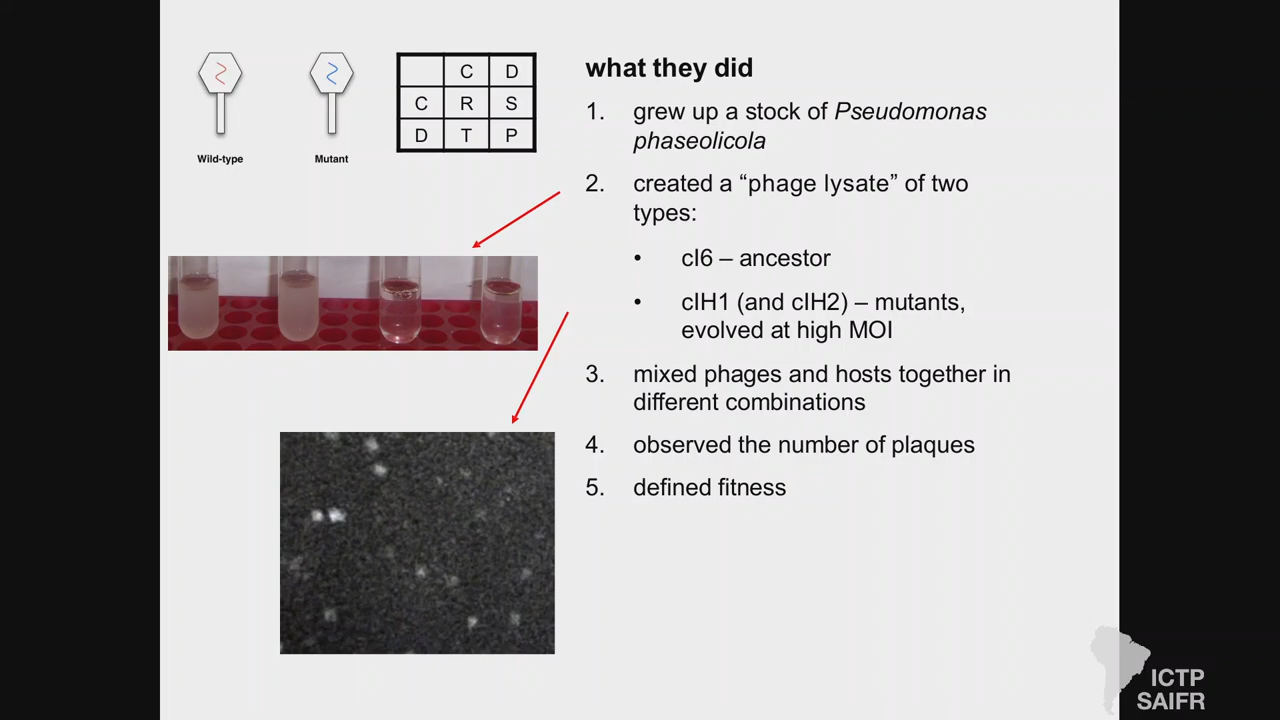 Wild-type
Mutant
C D
C R S
D T P
what they did
1. grew up a stock of Pseudomonas
phaseolicola
2. created a “phage lysate” of two
types:
• cI6 – ancestor
• cIH1 (and cIH2) – mutants,
evolved at high MOI
3. mixed phages and hosts together in
different combinations
4. observed the number of plaques
5. defined fitness
ICTP
SAIFR